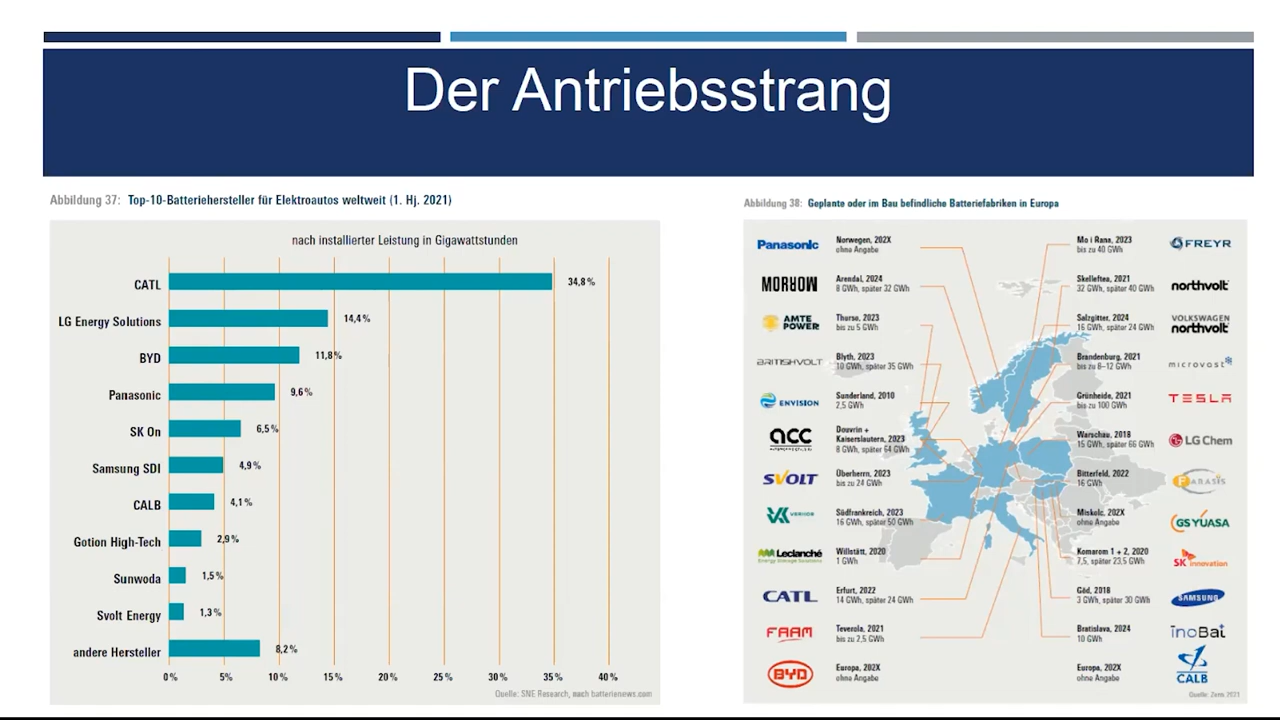 Der Antriebsstrang
Abbildung 37: Top-10-Batteriehersteller für Elektroautos weltweit (1. Hj. 2021)
nach installierter Leistung in Gigawattstunden
CATL 34,8 %
LG Energy Solutions 14,4 %
BYD 11,8 %
Panasonic 9,6 %
SK On 6,5 %
Samsung SDI 4,9 %
CALB 4,1 %
Gotion High-Tech 2,9 %
Sunwoda 1,5 %
Svolt Energy 1,3 %
andere Hersteller 8,2 %
0% 5% 10% 15% 20% 25% 30% 35% 40%
Quelle: SNE Research, nach batterienews.com
Abbildung 38: Geplante oder im Bau befindliche Batteriefabriken in Europa
Panasonic
Norwegen, 202X
ohne Angabe
MORROW
Arendal, 2024
8 GWh, später 32 GWh
AMTE POWER
Thurso, 2023
bis zu 5 GWh
BRITISHVOLT
Blyth, 2023
10 GWh, später 35 GWh
ENVISION
Sunderland, 2010
2,5 GWh
acc
Douvrin +
Kaiserslautern, 2023
8 GWh, später 64 GWh
SVOLT
Überherrn, 2023
bis zu 24 GWh
VERKOR
Südfrankreich, 2023
16 GWh, später 50 GWh
Leclanché
Energy Storage Solutions
Willstätt, 2020
1 GWh
CATL
Erfurt, 2022
14 GWh, später 24 GWh
FAAM
Teverola, 2021
bis zu 2,5 GWh
BYD
Europa, 202X
ohne Angabe
Mo i Rana, 2023
bis zu 40 GWh
FREYR
Skelleftea, 2021
32 GWh, später 40 GWh
northvolt
Salzgitter, 2024
16 GWh, später 24 GWh
VOLKSWAGEN
northvolt
Brandenburg, 2021
bis zu 8–12 GWh
microvast
Grünheide, 2021
bis zu 100 GWh
TESLA
Warschau, 2018
15 GWh, später 66 GWh
LG Chem
Bitterfeld, 2022
16 GWh
FARASIS
Miskolc, 202X
ohne Angabe
GS YUASA
Komarom 1 + 2, 2020
7,5, später 23,5 GWh
SK innovation
Göd, 2018
3 GWh, später 30 GWh
SAMSUNG
Bratislava, 2024
10 GWh
inoBat
Europa, 202X
ohne Angabe
CALB
Quelle: Zenn 2021